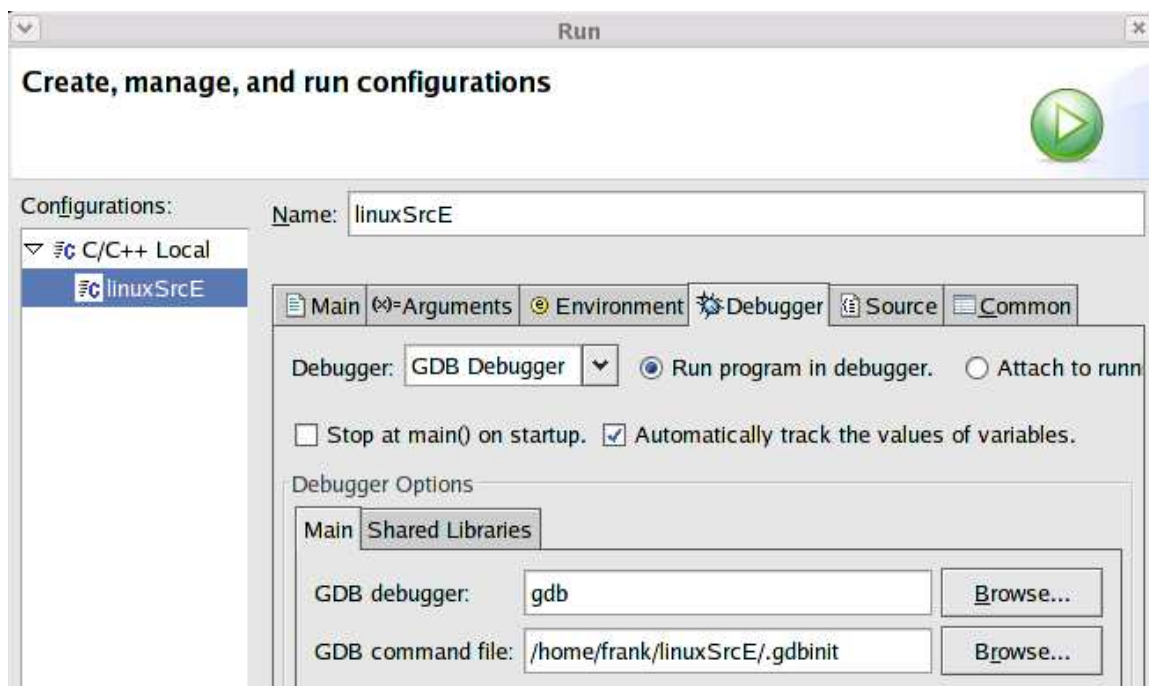 Run
Create, manage, and run configurations
Configurations:
Name: linuxSrcE
C/C++ Local
linuxSrcE
Main (x)=Arguments Environment Debugger Source Common
Debugger: GDB Debugger Run program in debugger. Attach to runn
Stop at main() on startup. Automatically track the values of variables.
Debugger Options
Main Shared Libraries
GDB debugger: gdb Browse...
GDB command file: /home/frank/linuxSrcE/.gdbinit Browse...